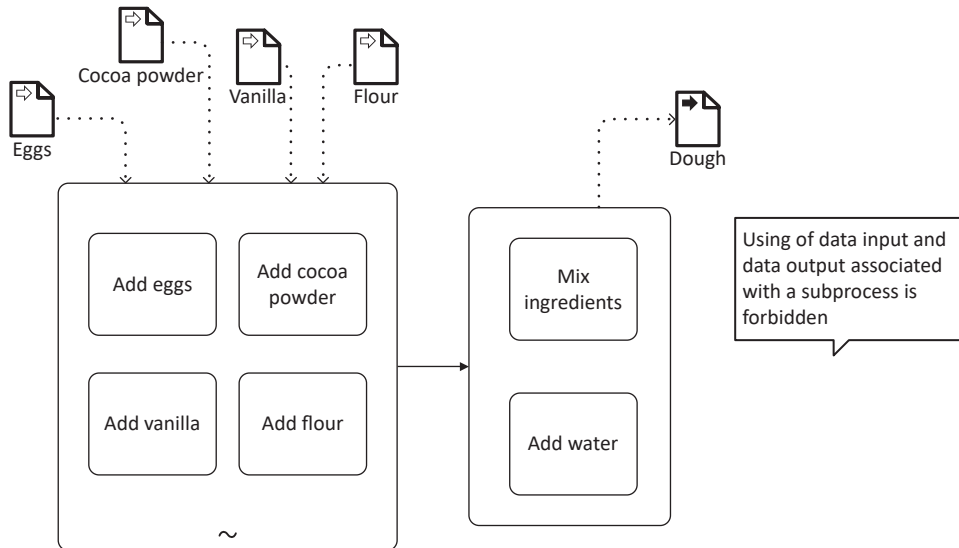 Cocoa powder
Vanilla
Flour
Eggs
Dough
Add eggs
Add cocoa
powder
Add vanilla
Add flour
~
Mix
ingredients
Add water
Using of data input and
data output associated
with a subprocess is
forbidden